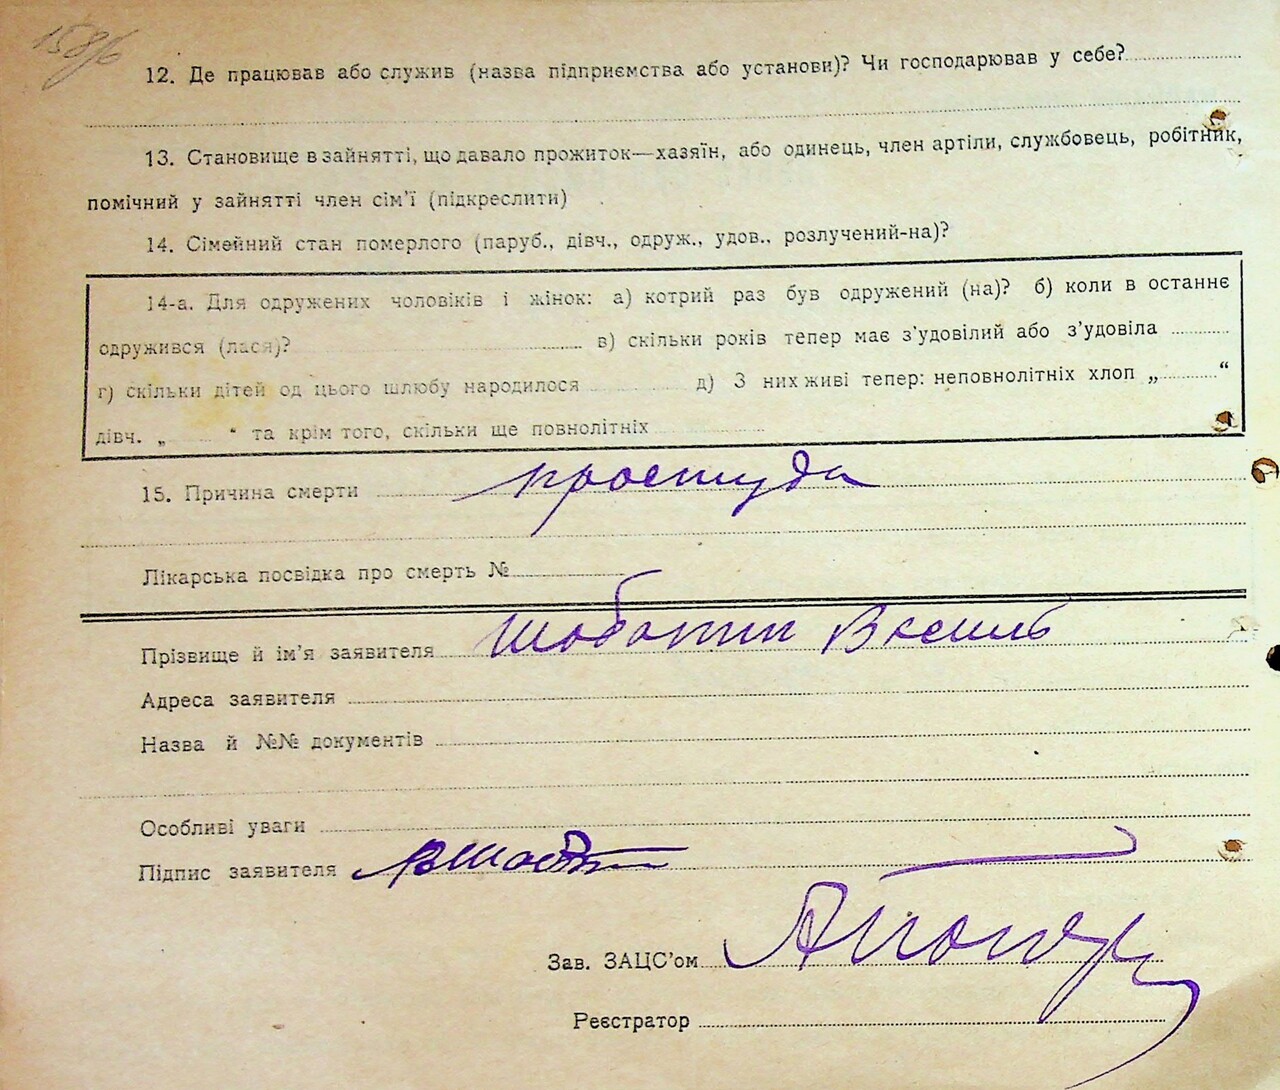 158/б
12. Де працював або служив (назва підприємства або установи)? Чи господарював у себе?
13. Становище в зайнятті, що давало прожиток—хазяїн, або одинець, член артіли, службовець, робітник,
помічний у зайнятті член сім’ї (підкреслити)
14. Сімейний стан померлого (паруб., дівч., одруж., удов., розлучений-на)?
14-а. Для одружених чоловіків і жінок: а) котрий раз був одружений (на)? б) коли в останнє
одружився (лася)? в) скільки років тепер має з’удовілий або з’удовіла
г) скільки дітей од цього шлюбу народилося д) З них живі тепер: неповнолітніх хлоп „ “
дівч. „ “ та крім того, скільки ще повнолітніх
15. Причина смерти простуда
Лікарська посвідка про смерть №
Прізвище й ім’я заявителя Шаботин Василь
Адреса заявителя
Назва й №№ документів
Особливі уваги
Підпис заявителя
Зав. ЗАЦС’ом
Реєстратор